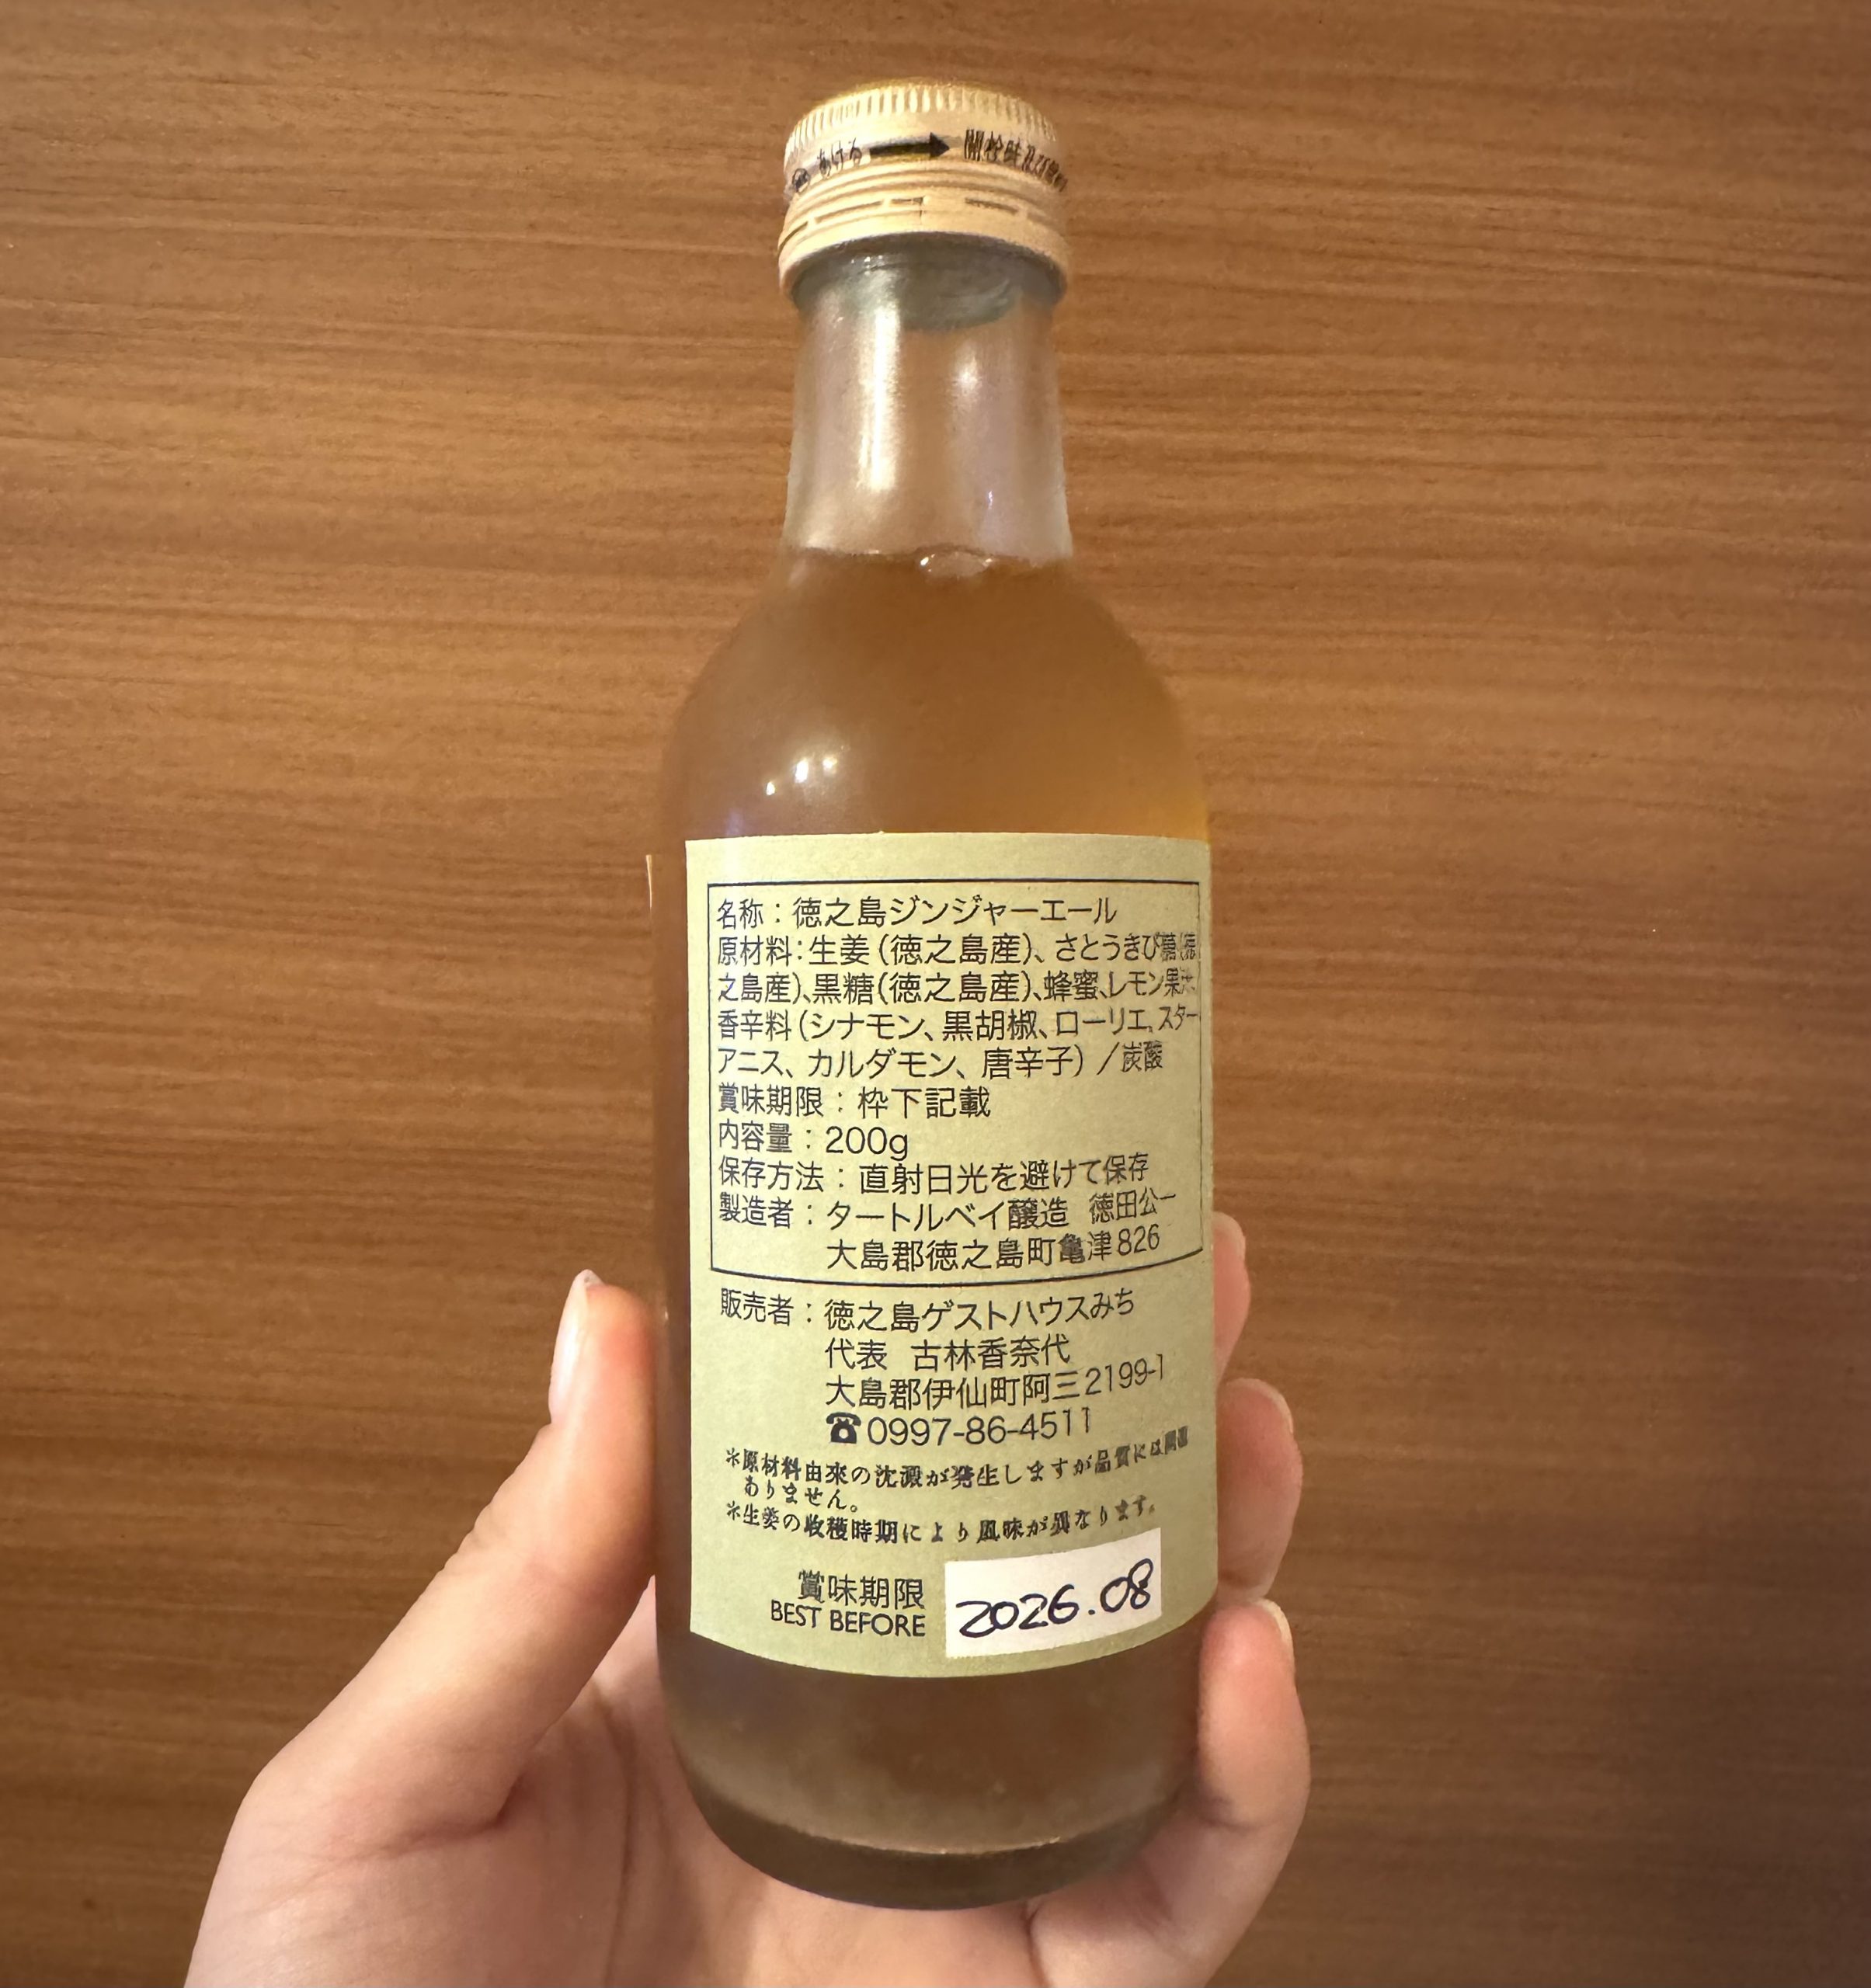 あける 開栓時及び
名称：徳之島ジンジャーエール
原材料：生姜(徳之島産)、さとうきび糖(徳
之島産)、黒糖(徳之島産)、蜂蜜、レモン果汁、
香辛料(シナモン、黒胡椒、ローリエ、スター
アニス、カルダモン、唐辛子)／炭酸
賞味期限：枠下記載
内容量：200g
保存方法：直射日光を避けて保存
製造者：タートルベイ醸造 徳田公一
大島郡徳之島町亀津826
販売者：徳之島ゲストハウスみち
代表 古林香奈代
大島郡伊仙町阿三2199-1
☎0997-86-4511
＊原材料由来の沈澱が発生しますが品質には問題
ありません。
＊生姜の収穫時期により風味が異なります。
賞味期限
BEST BEFORE
2026.08